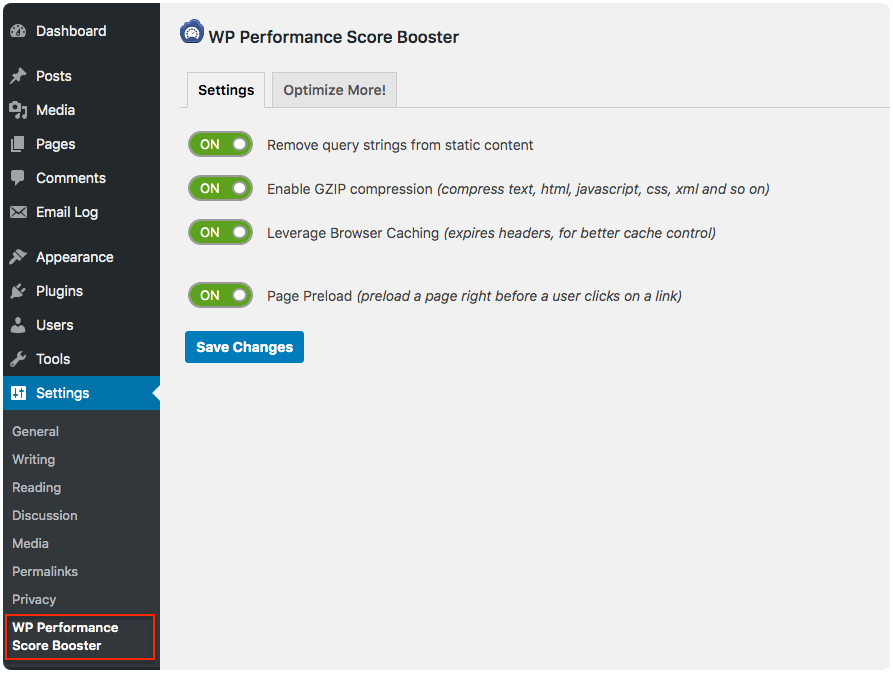 Dashboard
Posts
Media
Pages
Comments
Email Log
Appearance
Plugins
Users
Tools
Settings
General
Writing
Reading
Discussion
Media
Permalinks
Privacy
WP Performance
Score Booster
WP Performance Score Booster
Settings
Optimize More!
ON Remove query strings from static content
ON Enable GZIP compression (compress text, html, javascript, css, xml and so on)
ON Leverage Browser Caching (expires headers, for better cache control)
ON Page Preload (preload a page right before a user clicks on a link)
Save Changes